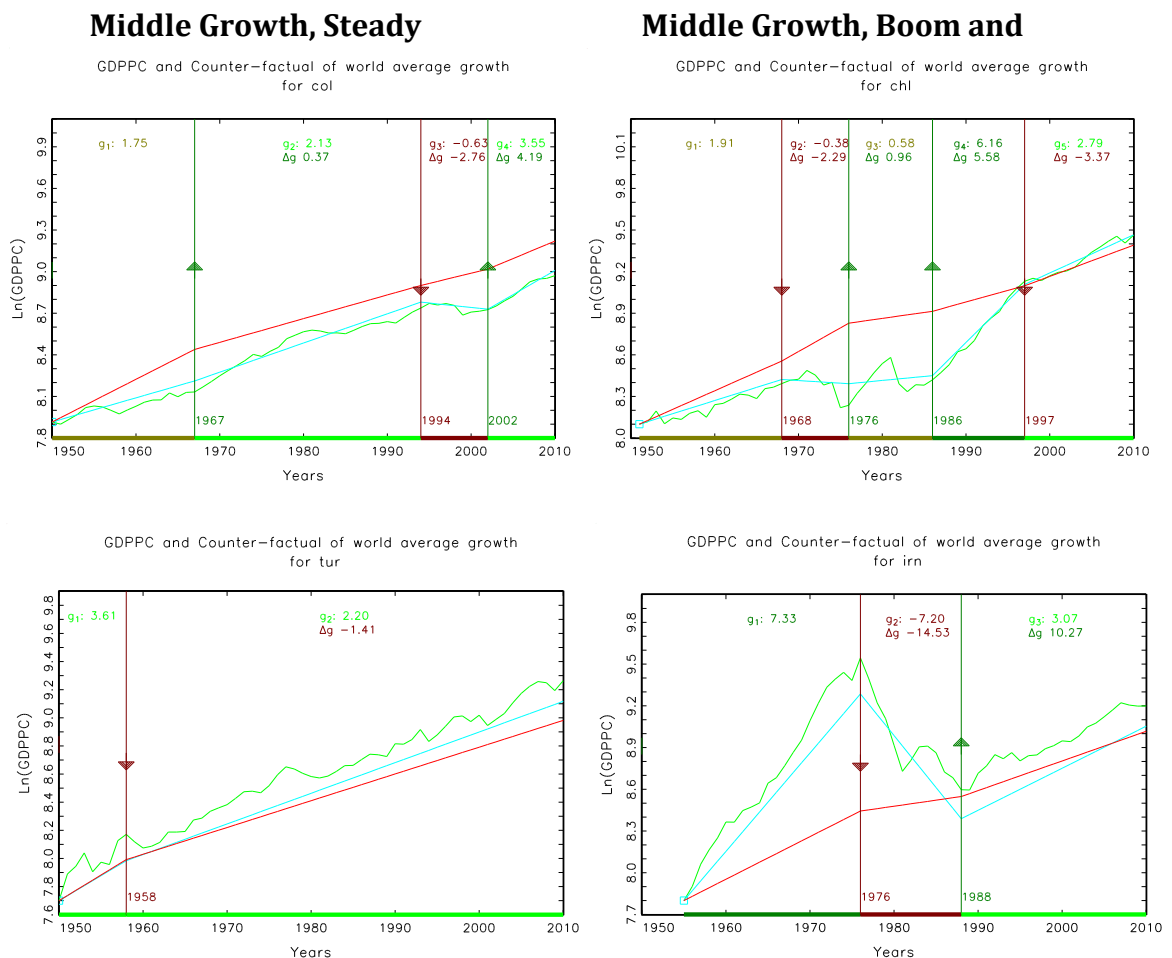 Middle Growth, Steady
Middle Growth, Boom and
GDPPC and Counter-factual of world average growth
for col
g₁: 1.75
g₂: 2.13
Δg 0.37
g₃: -0.63
Δg -2.76
g₄: 3.55
Δg 4.19
Ln(GDPPC)
9.9
9.6
9.3
9.0
8.7
8.4
8.1
7.8
1967
1994
2002
1950 1960 1970 1980 1990 2000 2010
Years
GDPPC and Counter-factual of world average growth
for chl
g₁: 1.91
g₂: -0.38
Δg -2.29
g₃: 0.58
Δg 0.96
g₄: 6.16
Δg 5.58
g₅: 2.79
Δg -3.37
Ln(GDPPC)
10.1
9.8
9.5
9.2
8.9
8.6
8.3
8.0
1968
1976
1986
1997
1950 1960 1970 1980 1990 2000 2010
Years
GDPPC and Counter-factual of world average growth
for tur
g₁: 3.61
g₂: 2.20
Δg -1.41
Ln(GDPPC)
9.8
9.6
9.4
9.2
9.0
8.8
8.6
8.4
8.2
8.0
7.8
7.6
1958
1950 1960 1970 1980 1990 2000 2010
Years
GDPPC and Counter-factual of world average growth
for irn
g₁: 7.33
g₂: -7.20
Δg -14.53
g₃: 3.07
Δg 10.27
Ln(GDPPC)
9.8
9.5
9.2
8.9
8.6
8.3
8.0
7.7
1976
1988
1950 1960 1970 1980 1990 2000 2010
Years